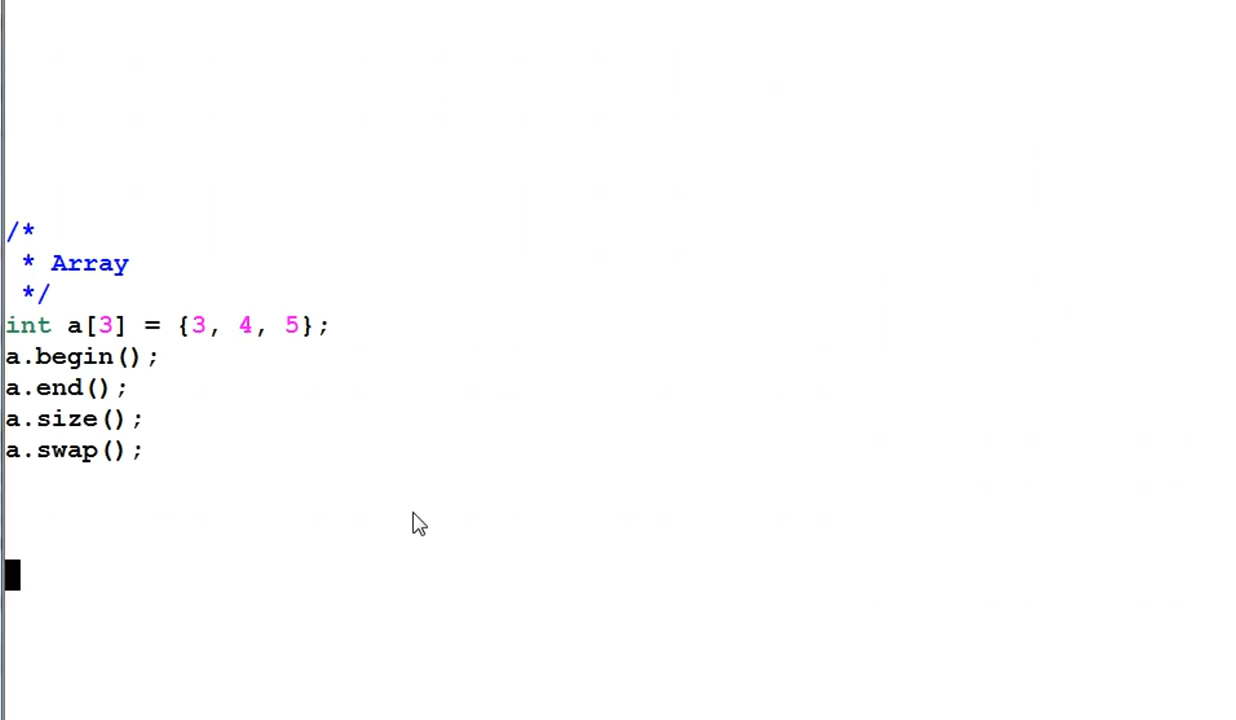 /*
 * Array
 */
int a[3] = {3, 4, 5};
a.begin();
a.end();
a.size();
a.swap();